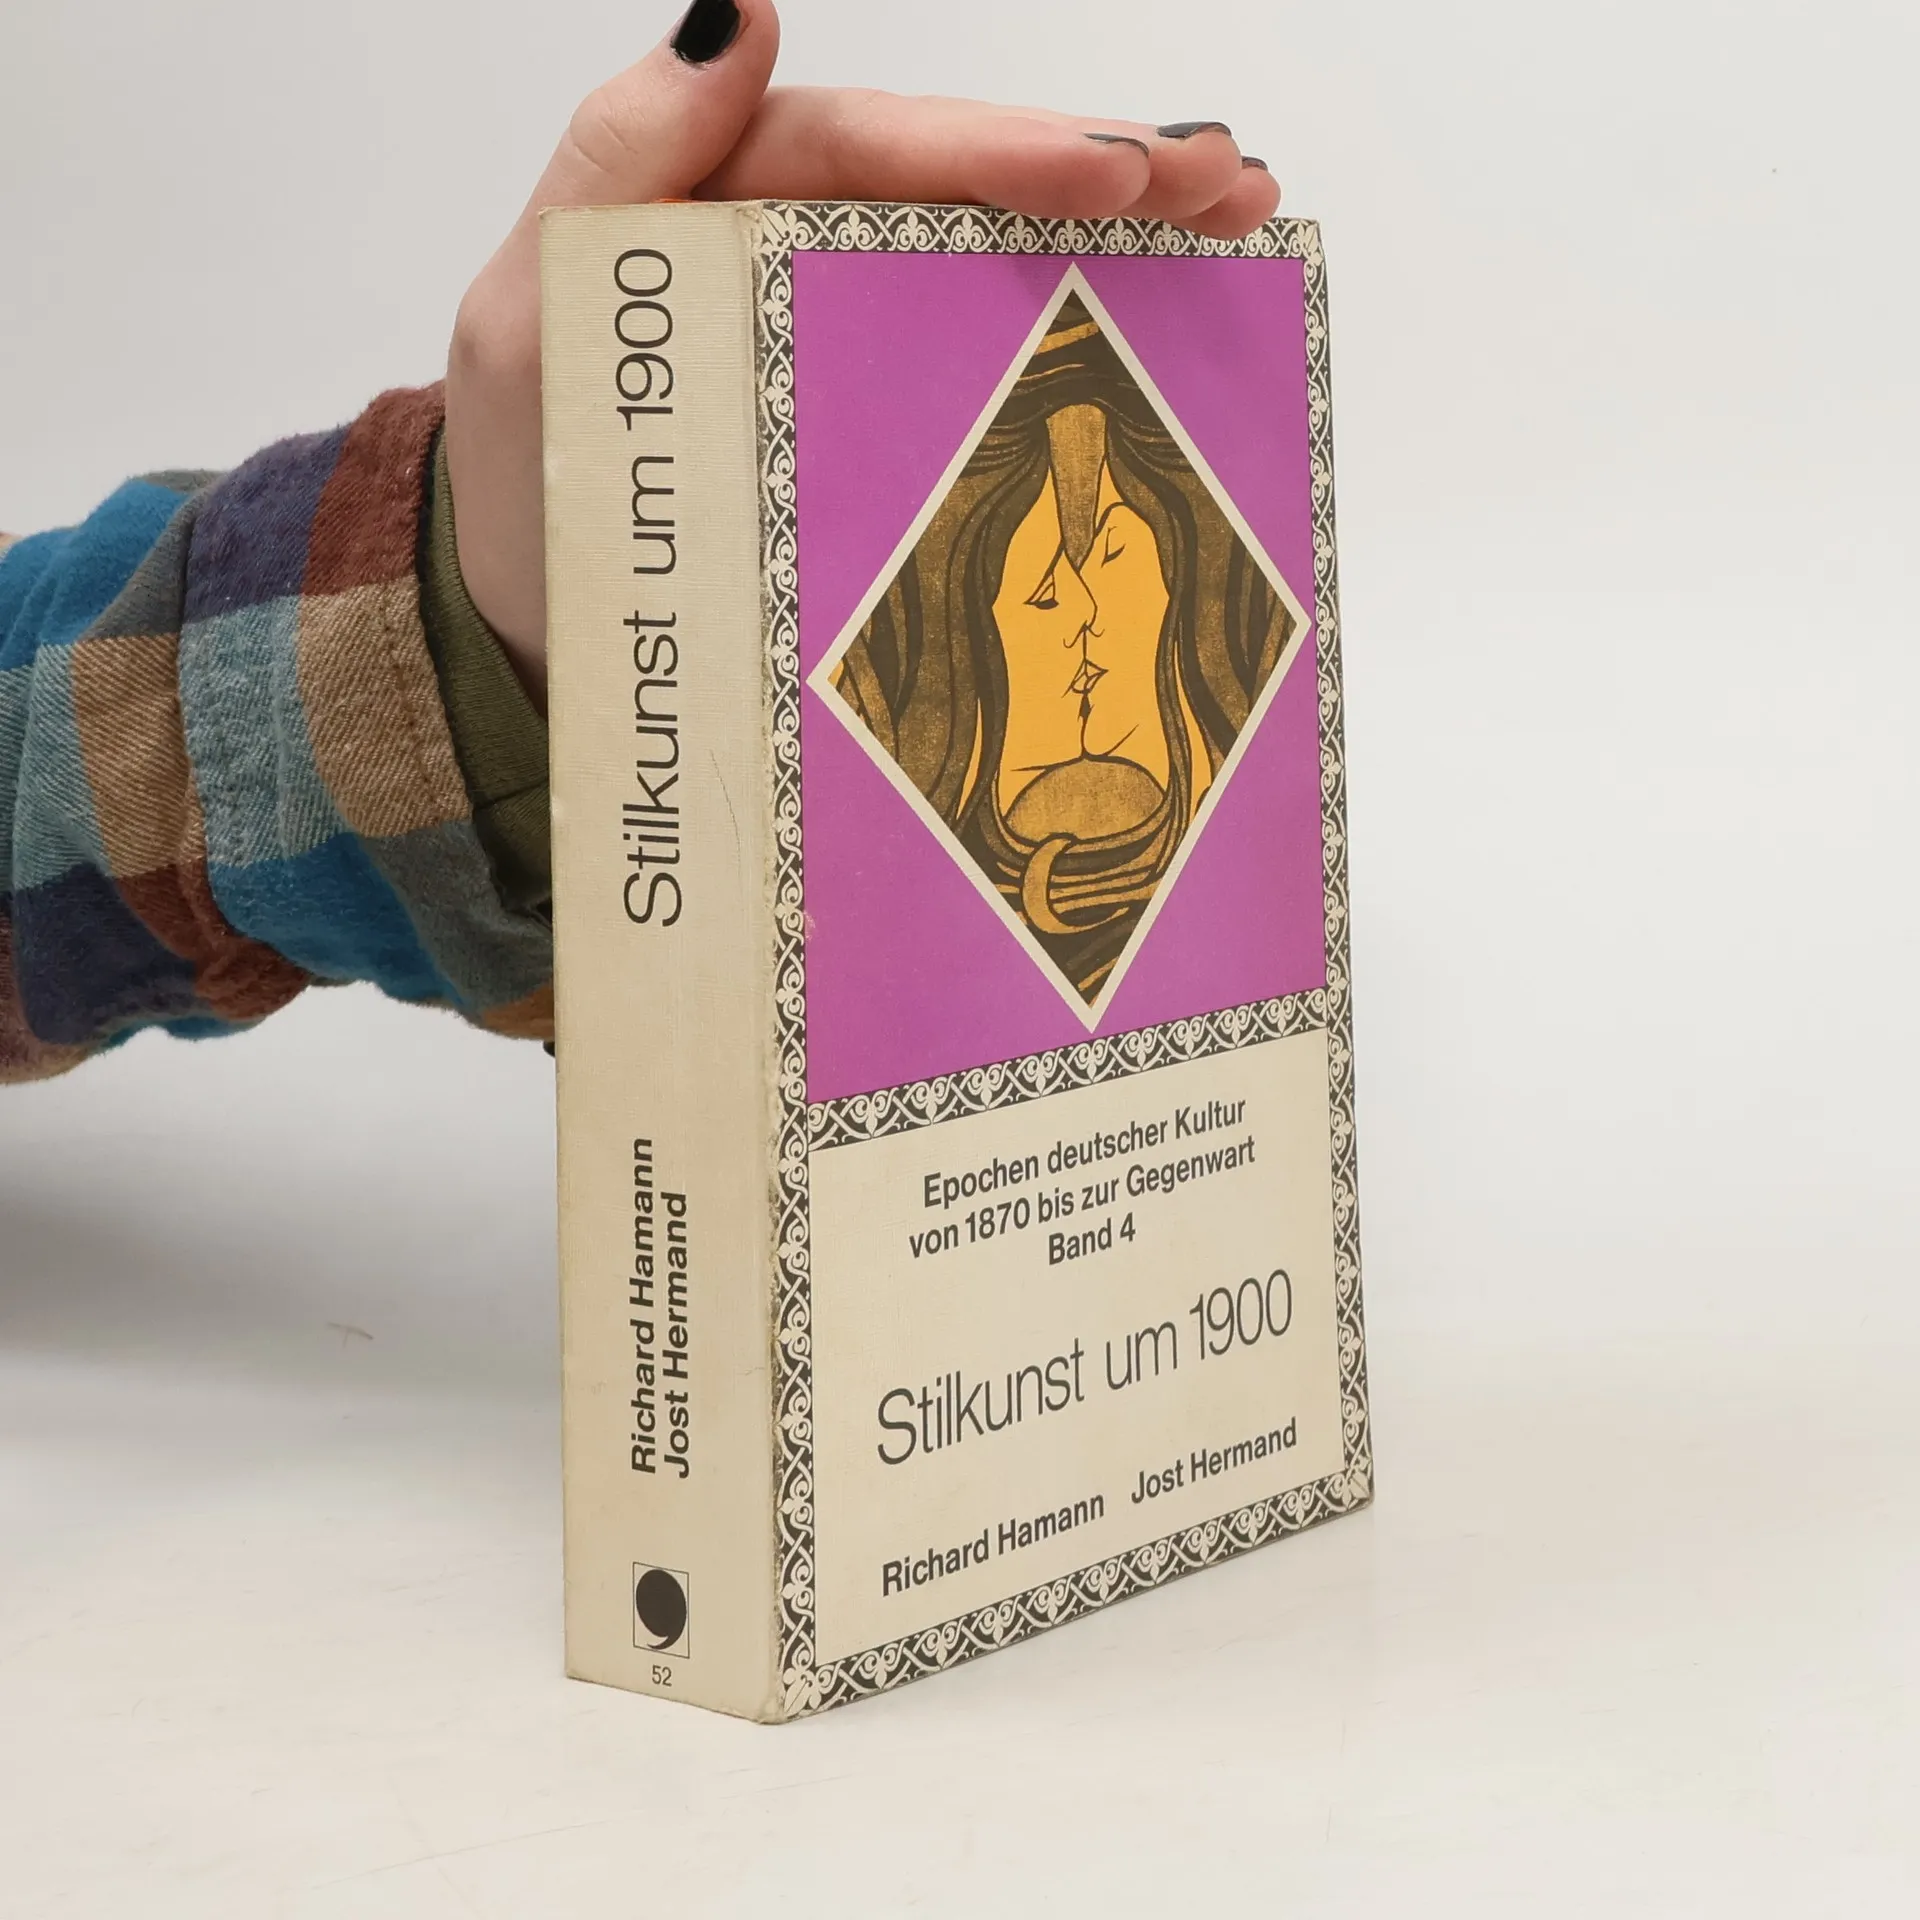 Stilkunst um 1900
Richard Hamann
Jost Hermand
52
Epochen deutscher Kultur
von 1870 bis zur Gegenwart
Band 4
Stilkunst um 1900
Richard Hamann Jost Hermand